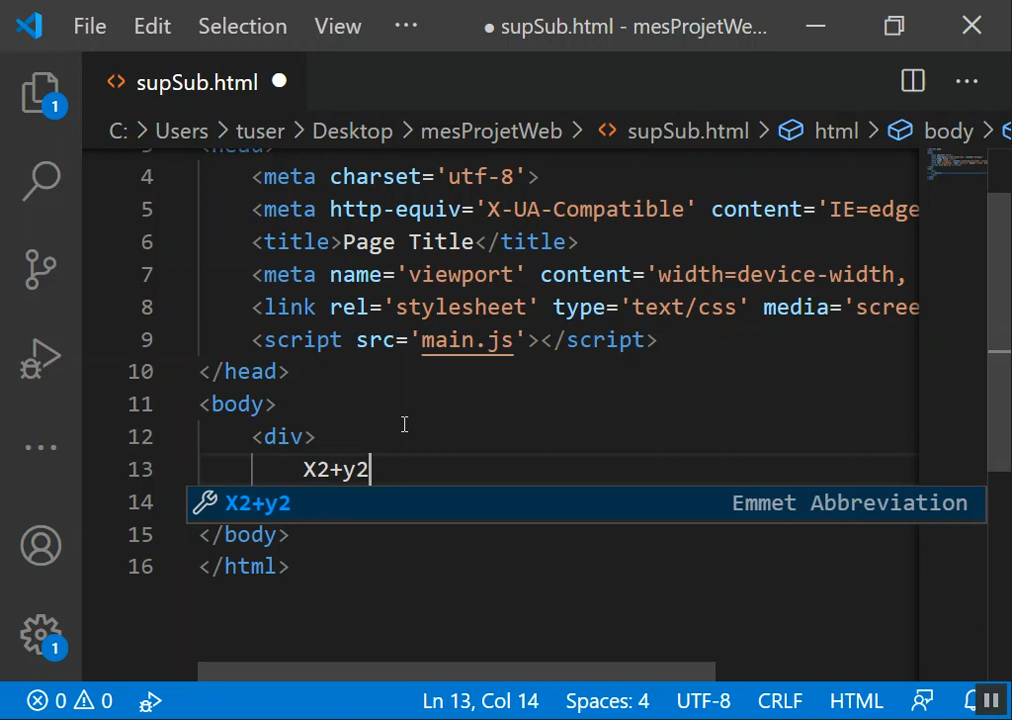 File Edit Selection View ···
● supSub.html - mesProjetWe...
supSub.html
C: > Users > tuser > Desktop > mesProjetWeb > supSub.html > html > body >
4 <meta charset='utf-8'>
5 <meta http-equiv='X-UA-Compatible' content='IE=edge
6 <title>Page Title</title>
7 <meta name='viewport' content='width=device-width,
8 <link rel='stylesheet' type='text/css' media='scree
9 <script src='main.js'></script>
10 </head>
11 <body>
12 <div>
13 X2+y2
14 X2+y2 Emmet Abbreviation
15 </body>
16 </html>
1
1
0 0 Ln 13, Col 14 Spaces: 4 UTF-8 CRLF HTML